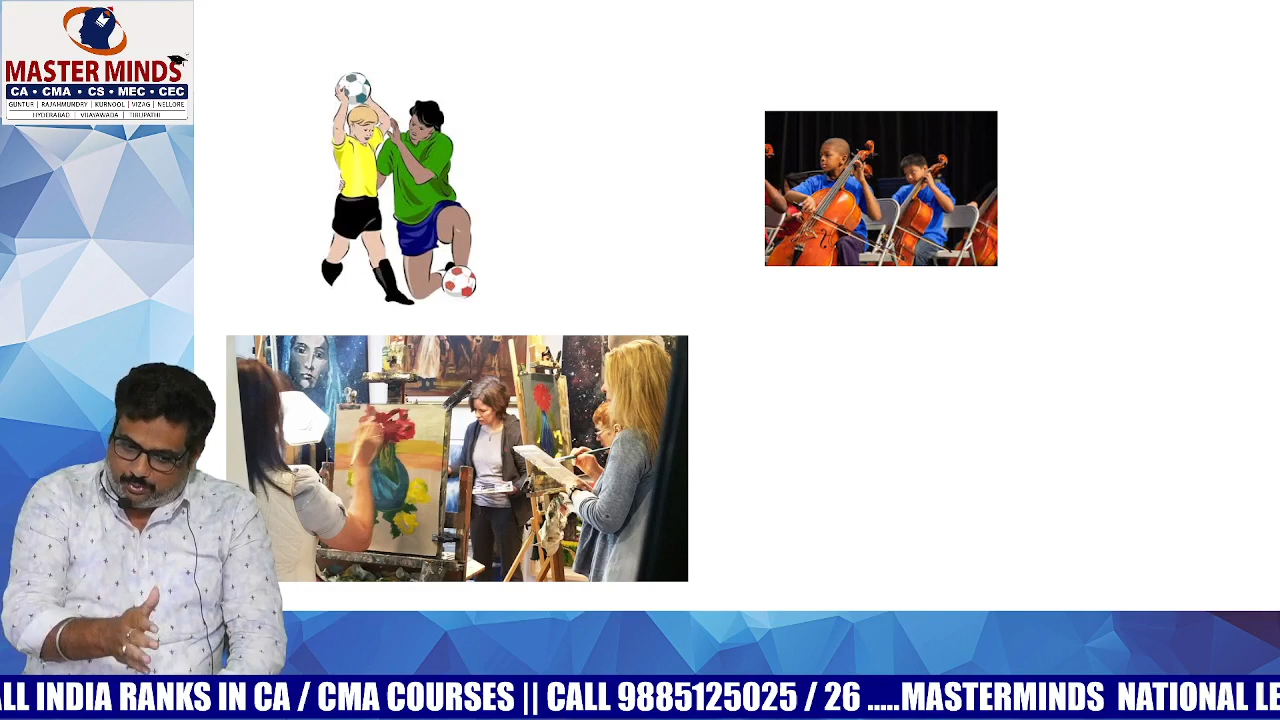 MASTER MINDS
CA • CMA • CS • MEC • CEC
GUNTUR | RAJAHMUNDRY | KURNOOL | VIZAG | NELLORE
HYDERABAD | VIJAYAWADA | TIRUPATHI
ALL INDIA RANKS IN CA / CMA COURSES || CALL 9885125025 / 26 .....MASTERMINDS NATIONAL LE